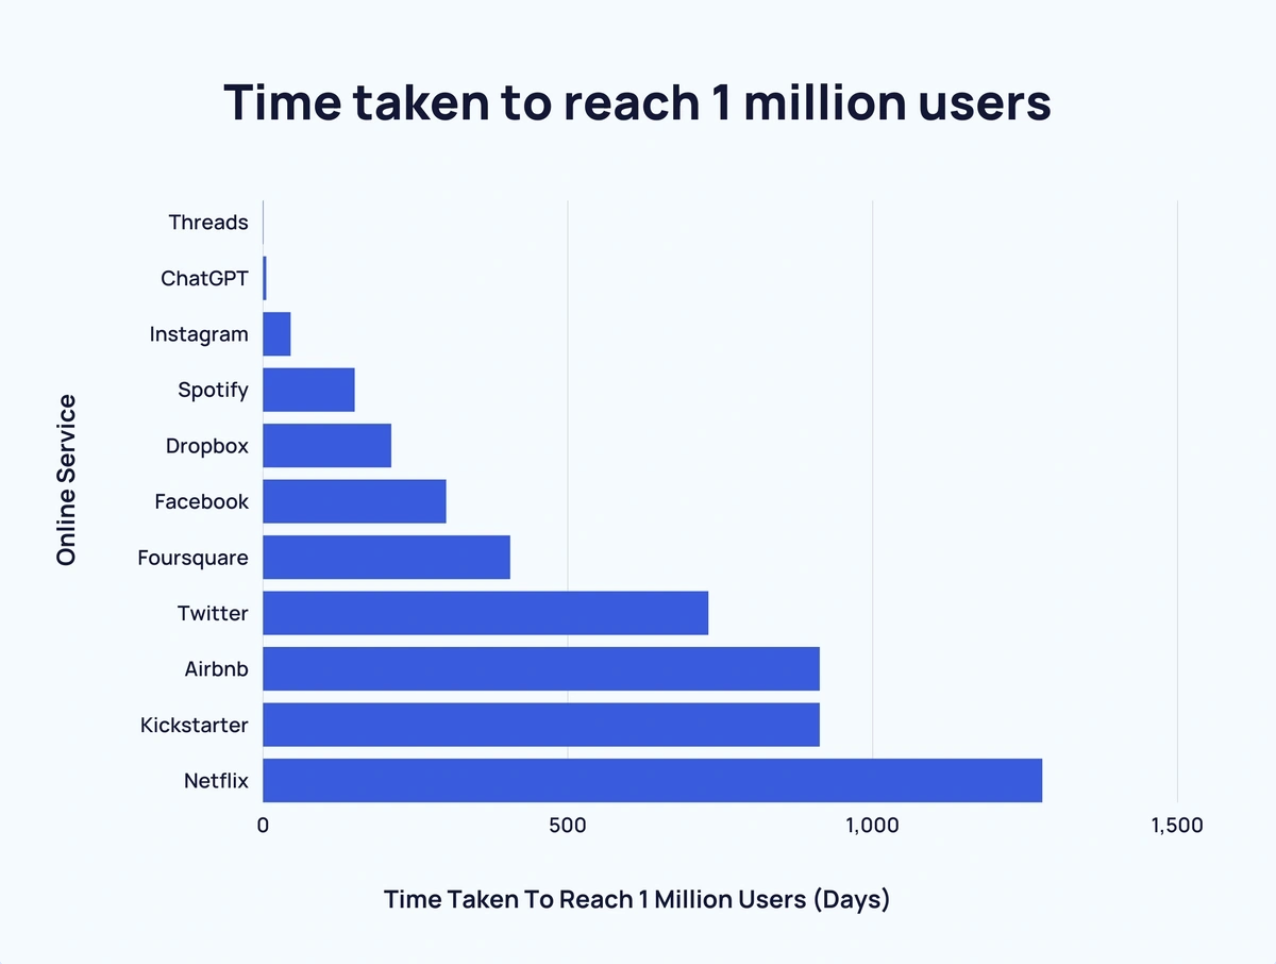 Time taken to reach 1 million users
Online Service
Threads
ChatGPT
Instagram
Spotify
Dropbox
Facebook
Foursquare
Twitter
Airbnb
Kickstarter
Netflix
0 500 1,000 1,500
Time Taken To Reach 1 Million Users (Days)